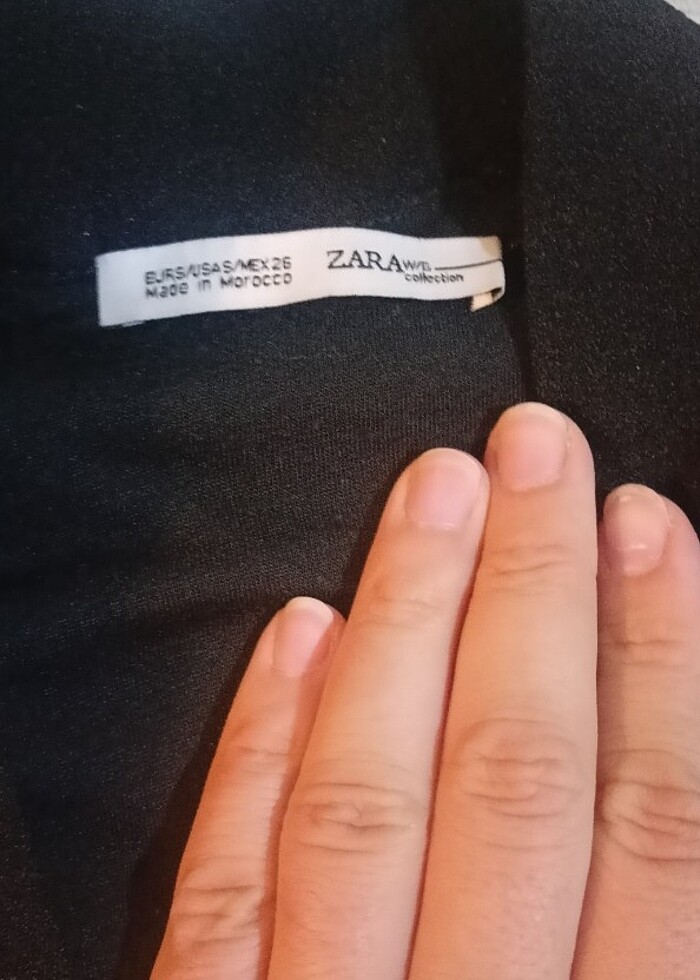 EUR S/USA S/MEX 26
Made in Morocco
ZARA W/B
collection